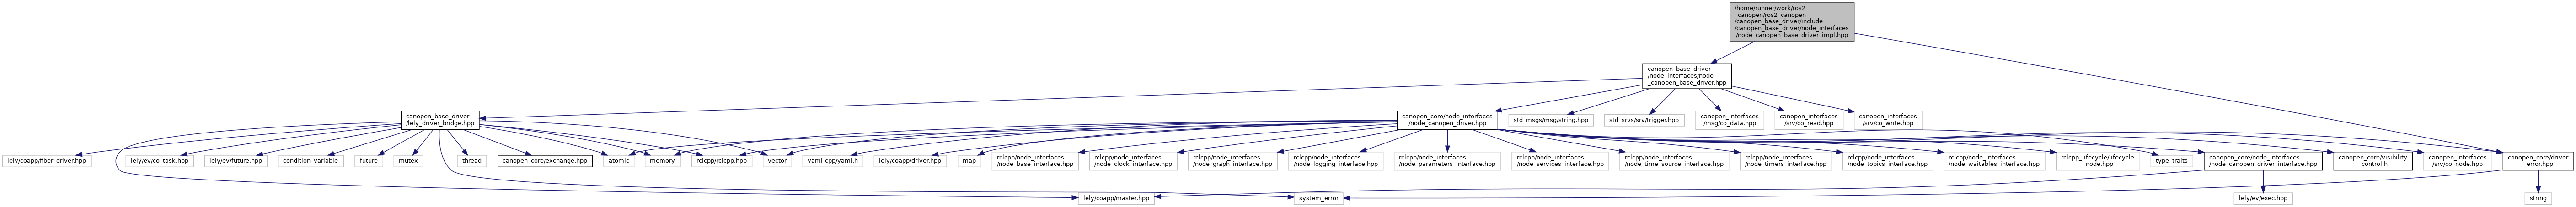 /home/runner/work/ros2
_canopen/ros2_canopen
/canopen_base_driver/include
/canopen_base_driver/node_interfaces
/node_canopen_base_driver_impl.hpp
canopen_base_driver
/node_interfaces/node
_canopen_base_driver.hpp
canopen_base_driver
/lely_driver_bridge.hpp
canopen_core/node_interfaces
/node_canopen_driver.hpp
std_msgs/msg/string.hpp
std_srvs/srv/trigger.hpp
canopen_interfaces
/msg/co_data.hpp
canopen_interfaces
/srv/co_read.hpp
canopen_interfaces
/srv/co_write.hpp
lely/coapp/fiber_driver.hpp
lely/ev/co_task.hpp
lely/ev/future.hpp
condition_variable
future
mutex
thread
canopen_core/exchange.hpp
atomic
memory
rclcpp/rclcpp.hpp
vector
yaml-cpp/yaml.h
lely/coapp/driver.hpp
map
rclcpp/node_interfaces
/node_base_interface.hpp
rclcpp/node_interfaces
/node_clock_interface.hpp
rclcpp/node_interfaces
/node_graph_interface.hpp
rclcpp/node_interfaces
/node_logging_interface.hpp
rclcpp/node_interfaces
/node_parameters_interface.hpp
rclcpp/node_interfaces
/node_services_interface.hpp
rclcpp/node_interfaces
/node_time_source_interface.hpp
rclcpp/node_interfaces
/node_timers_interface.hpp
rclcpp/node_interfaces
/node_topics_interface.hpp
rclcpp/node_interfaces
/node_waitables_interface.hpp
rclcpp_lifecycle/lifecycle
_node.hpp
type_traits
canopen_core/node_interfaces
/node_canopen_driver_interface.hpp
canopen_core/visibility
_control.h
canopen_interfaces
/srv/co_node.hpp
canopen_core/driver
_error.hpp
lely/coapp/master.hpp
system_error
lely/ev/exec.hpp
string